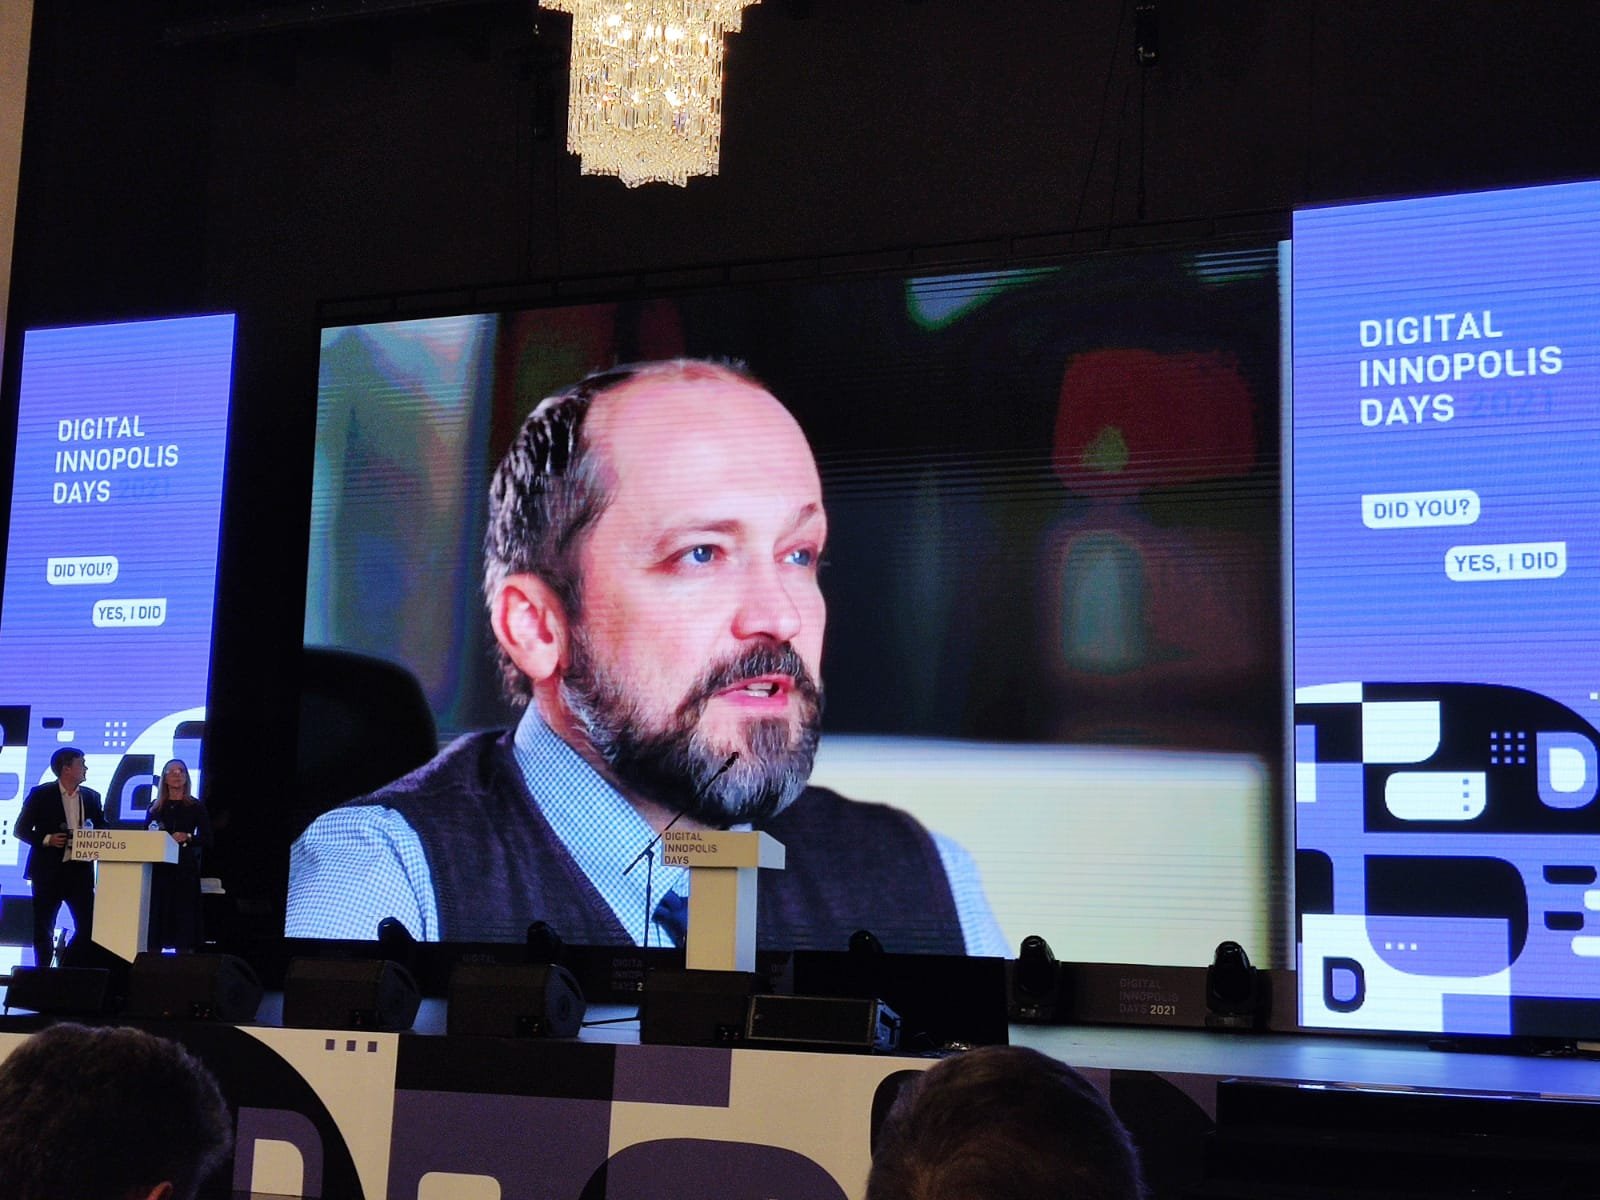 DIGITAL
INNOPOLIS
DAYS 2021
DID YOU?
YES, I DID
DIGITAL
INNOPOLIS
DAYS
DIGITAL
INNOPOLIS
DAYS
DIGITAL
INNOPOLIS
DAYS 2021
DID YOU?
YES, I DID
DIGITAL
INNOPOLIS
DAYS 2021